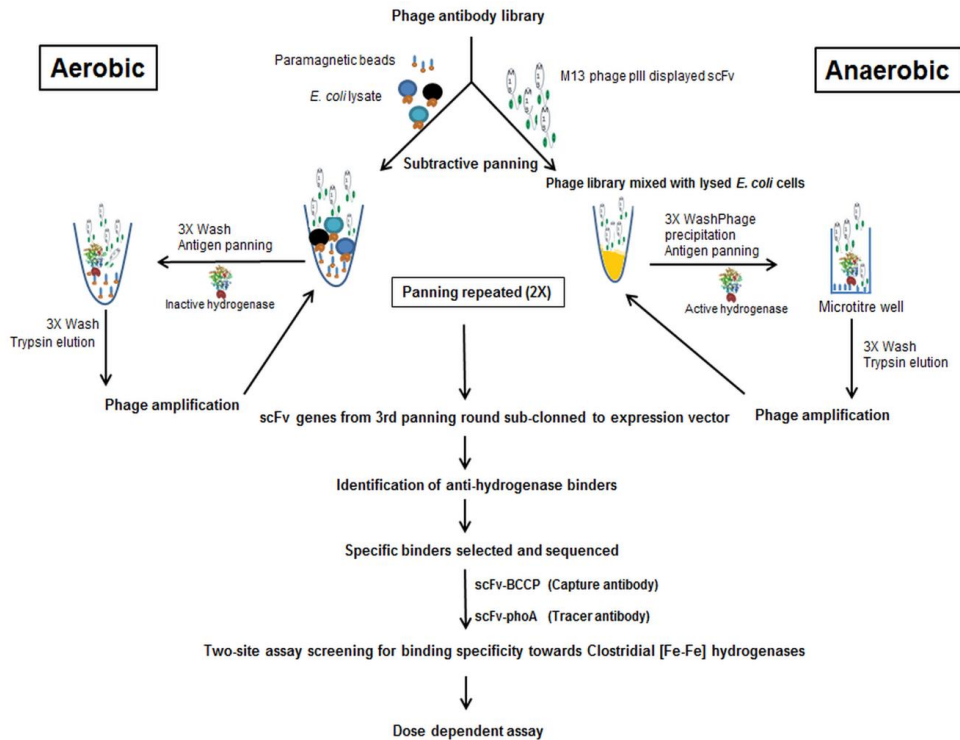 Phage antibody library
Aerobic
Anaerobic
Paramagnetic beads
M13 phage pIII displayed scFv
E. coli lysate
Subtractive panning
Phage library mixed with lysed E. coli cells
3X Wash
Antigen panning
3X WashPhage
precipitation
Antigen panning
Inactive hydrogenase
Panning repeated (2X)
Active hydrogenase
Microtitre well
3X Wash
Trypsin elution
3X Wash
Trypsin elution
Phage amplification
Phage amplification
scFv genes from 3rd panning round sub-clonned to expression vector
Identification of anti-hydrogenase binders
Specific binders selected and sequenced
scFv-BCCP (Capture antibody)
scFv-phoA (Tracer antibody)
Two-site assay screening for binding specificity towards Clostridial [Fe-Fe] hydrogenases
Dose dependent assay